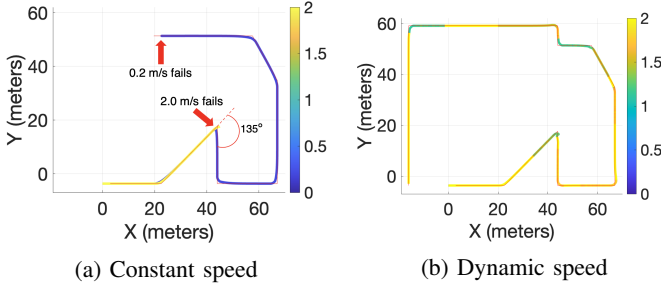 60
40
20
0
Y (meters)
0 20 40 60
X (meters)
0.2 m/s fails
2.0 m/s fails
135°
2
1.5
1
0.5
0
(a) Constant speed
60
40
20
0
Y (meters)
0 20 40 60
X (meters)
2
1.5
1
0.5
0
(b) Dynamic speed